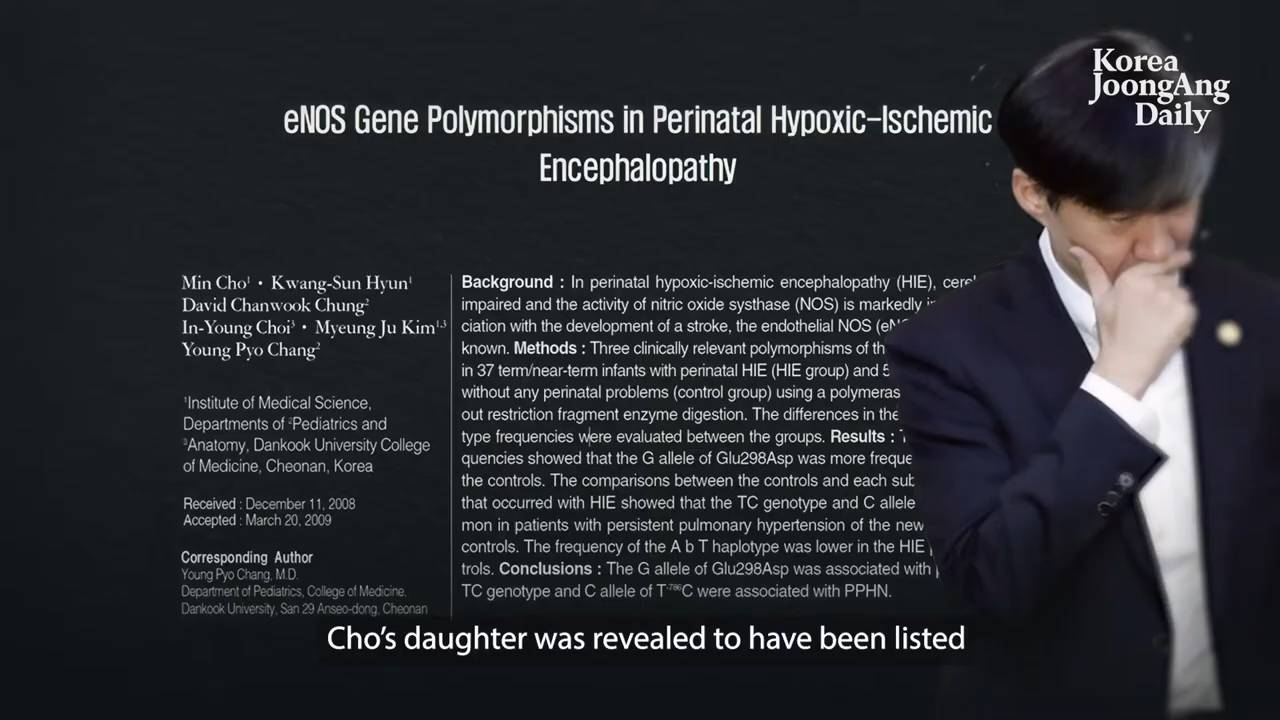 Korea
JoongAng
Daily
eNOS Gene Polymorphisms in Perinatal Hypoxic-Ischemic
Encephalopathy
Min Cho¹ · Kwang-Sun Hyun¹
David Chanwook Chung²
In-Young Choi³ · Myeung Ju Kim¹,³
Young Pyo Chang²
¹Institute of Medical Science,
Departments of ²Pediatrics and
³Anatomy, Dankook University College
of Medicine, Cheonan, Korea
Received : December 11, 2008
Accepted : March 20, 2009
Corresponding Author
Young Pyo Chang, M.D.
Department of Pediatrics, College of Medicine.
Dankook University, San 29 Anseo-dong, Cheonan
Background : In perinatal hypoxic-ischemic encephalopathy (HIE),
impaired and the activity of nitric oxide systhase (NOS) is markedly
ciation with the development of a stroke, the endothelial NOS
known. Methods : Three clinically relevant polymorphisms of
in 37 term/near-term infants with perinatal HIE (HIE group) and
without any perinatal problems (control group) using a
out restriction fragment enzyme digestion. The differences in the
type frequencies were evaluated between the groups. Results :
quencies showed that the G allele of Glu298Asp was more
the controls. The comparisons between the controls and each
that occurred with HIE showed that the TC genotype and C allele
mon in patients with persistent pulmonary hypertension of the
controls. The frequency of the A b T haplotype was lower in the HIE
trols. Conclusions : The G allele of Glu298Asp was associated with
TC genotype and C allele of T⁻⁷⁸⁶C were associated with PPHN.
Cho's daughter was revealed to have been listed